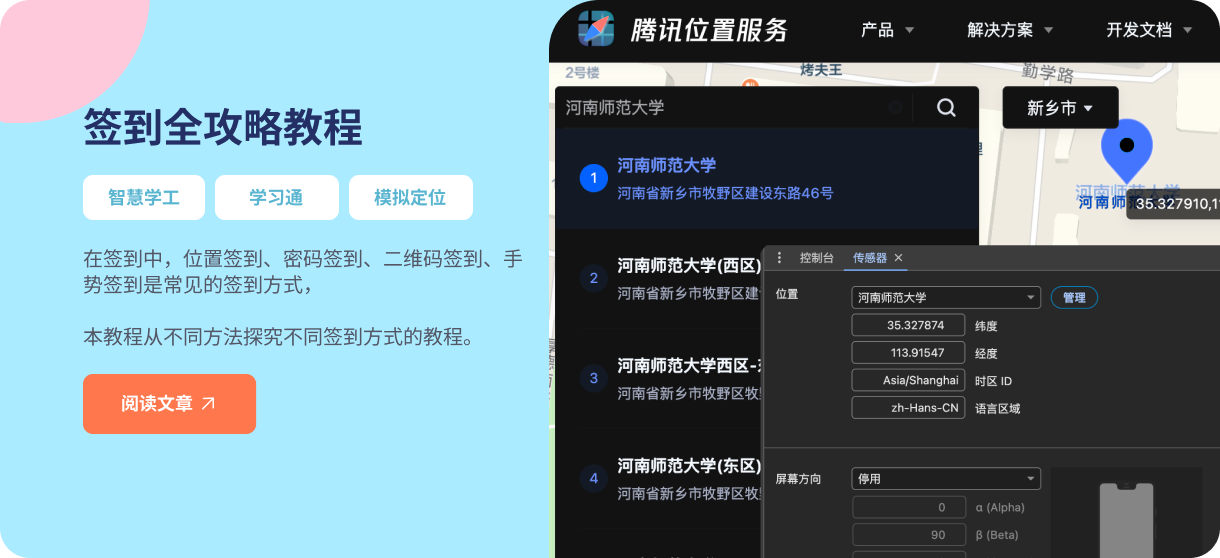 签到全攻略教程
智慧学工
学习通
模拟定位
在签到中，位置签到、密码签到、二维码签到、手
势签到是常见的签到方式，
本教程从不同方法探究不同签到方式的教程。
阅读文章
腾讯位置服务
产品
解决方案
开发文档
2号楼
烤夫王
勤学路
河南师范大学
新乡市
1
河南师范大学
河南省新乡市牧野区建设东路46号
河南师范大学
河南师
35.327910,1
2
河南师范大学(西区)
河南省新乡市牧野区建
3
河南师范大学西区-
河南省新乡市牧野区牧
4
河南师范大学(东区)
河南省新乡市牧野区牧
控制台
传感器
位置
河南师范大学
管理
35.327874
纬度
113.91547
经度
Asia/Shanghai
时区 ID
zh-Hans-CN
语言区域
屏幕方向
停用
0
α (Alpha)
90
β (Beta)